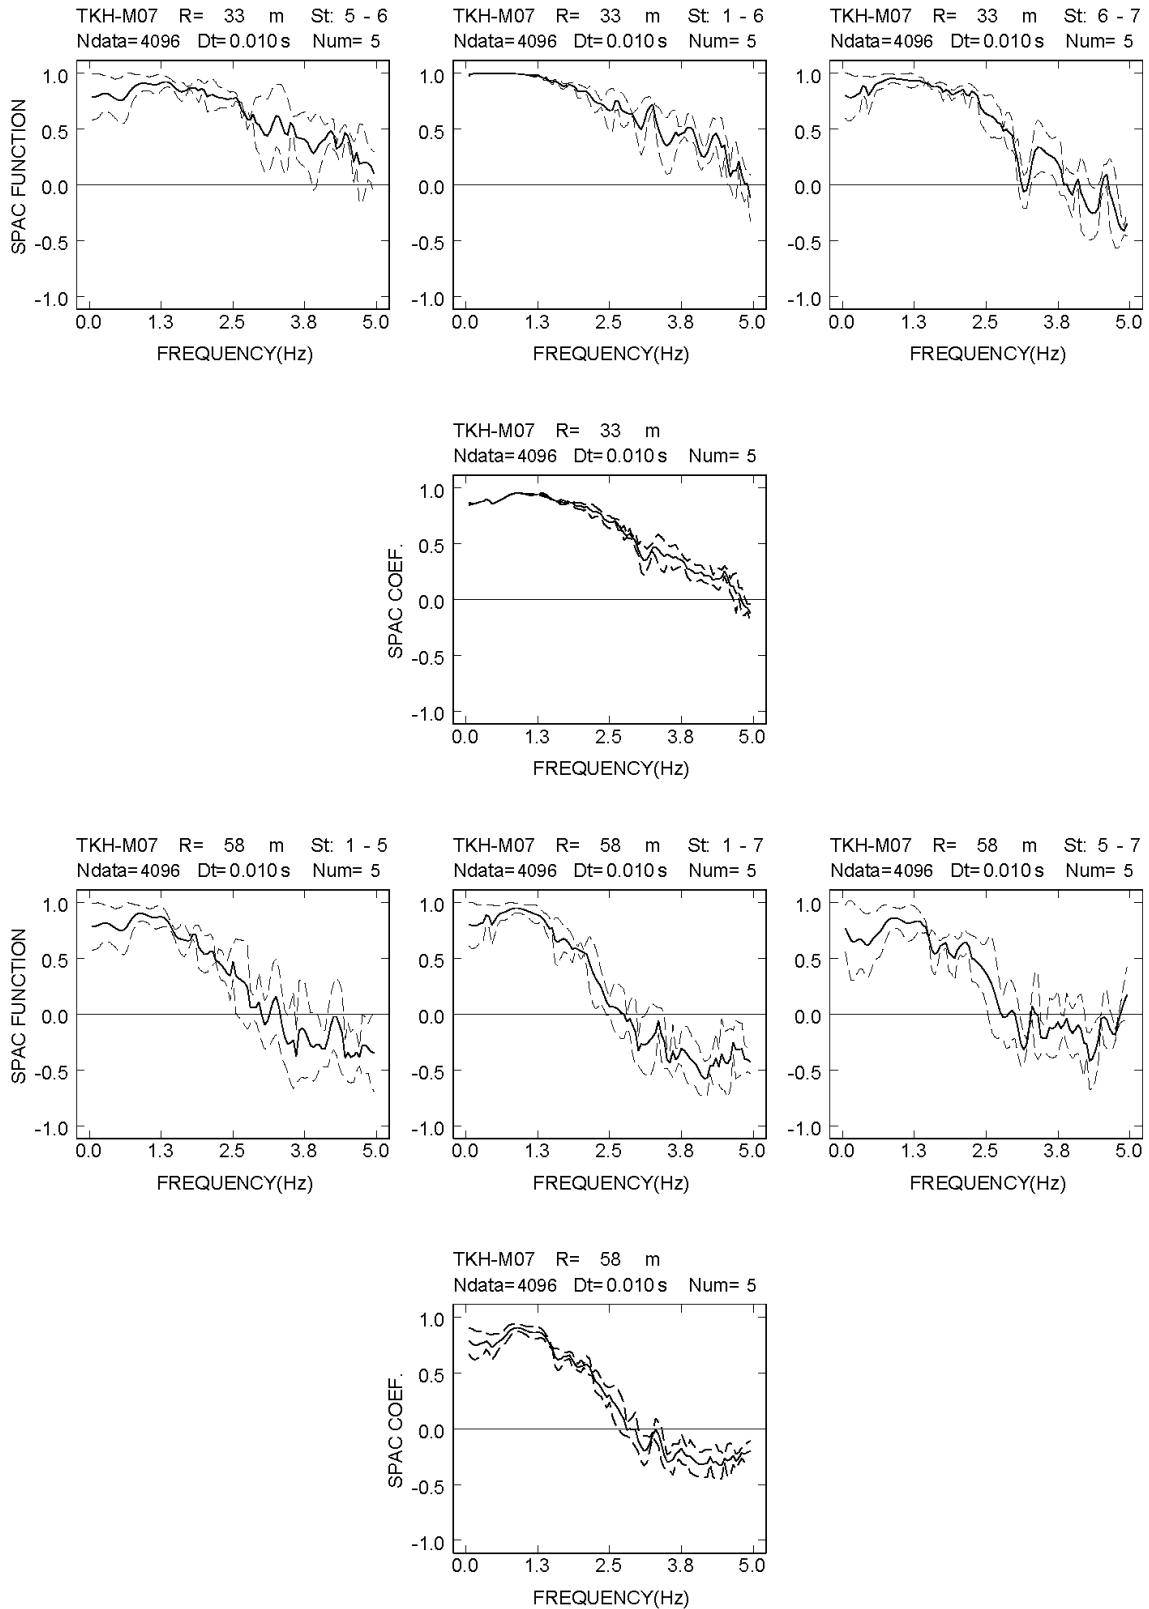 TKH-M07 R= 33 m St: 5 - 6
Ndata=4096 Dt=0.010 s Num= 5
1.0
0.5
0.0
-0.5
-1.0
SPAC FUNCTION
0.0 1.3 2.5 3.8 5.0
FREQUENCY(Hz)
TKH-M07 R= 33 m St: 1 - 6
Ndata=4096 Dt=0.010 s Num= 5
1.0
0.5
0.0
-0.5
-1.0
0.0 1.3 2.5 3.8 5.0
FREQUENCY(Hz)
TKH-M07 R= 33 m St: 6 - 7
Ndata=4096 Dt=0.010 s Num= 5
1.0
0.5
0.0
-0.5
-1.0
0.0 1.3 2.5 3.8 5.0
FREQUENCY(Hz)
TKH-M07 R= 33 m
Ndata=4096 Dt=0.010 s Num= 5
1.0
0.5
0.0
-0.5
-1.0
SPAC COEF.
0.0 1.3 2.5 3.8 5.0
FREQUENCY(Hz)
TKH-M07 R= 58 m St: 1 - 5
Ndata=4096 Dt=0.010 s Num= 5
1.0
0.5
0.0
-0.5
-1.0
SPAC FUNCTION
0.0 1.3 2.5 3.8 5.0
FREQUENCY(Hz)
TKH-M07 R= 58 m St: 1 - 7
Ndata=4096 Dt=0.010 s Num= 5
1.0
0.5
0.0
-0.5
-1.0
0.0 1.3 2.5 3.8 5.0
FREQUENCY(Hz)
TKH-M07 R= 58 m St: 5 - 7
Ndata=4096 Dt=0.010 s Num= 5
1.0
0.5
0.0
-0.5
-1.0
0.0 1.3 2.5 3.8 5.0
FREQUENCY(Hz)
TKH-M07 R= 58 m
Ndata=4096 Dt=0.010 s Num= 5
1.0
0.5
0.0
-0.5
-1.0
SPAC COEF.
0.0 1.3 2.5 3.8 5.0
FREQUENCY(Hz)